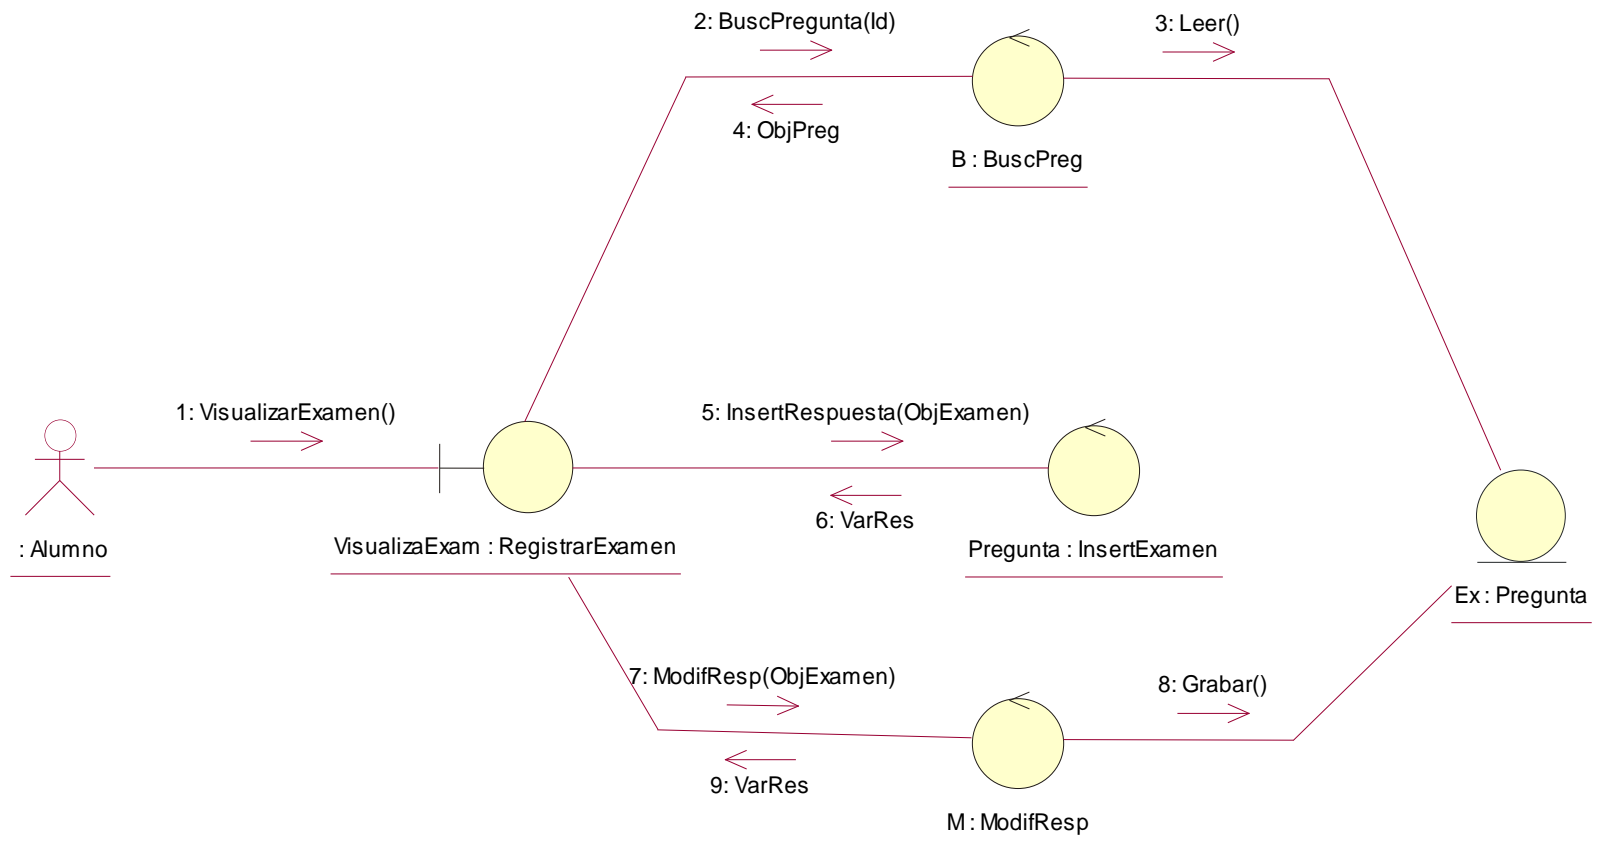 2: BuscPregunta(Id)
3: Leer()
4: ObjPreg
B : BuscPreg
1: VisualizarExamen()
5: InsertRespuesta(ObjExamen)
6: VarRes
: Alumno
VisualizaExam : RegistrarExamen
Pregunta : InsertExamen
Ex : Pregunta
7: ModifResp(ObjExamen)
8: Grabar()
9: VarRes
M : ModifResp